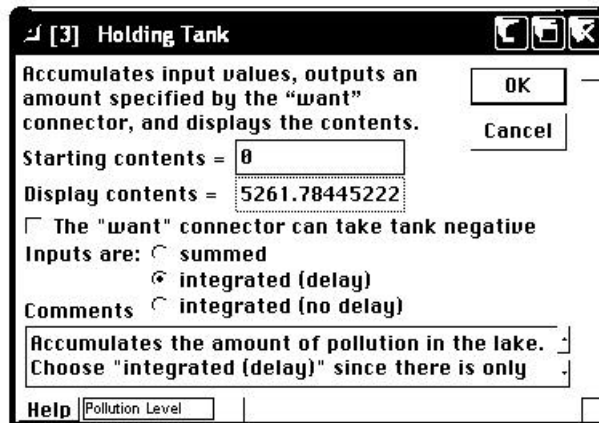 [3] Holding Tank
Accumulates input values, outputs an
amount specified by the “want”
connector, and displays the contents.
OK
Cancel
Starting contents = 0
Display contents = 5261.78445222
The "want" connector can take tank negative
Inputs are: summed
integrated (delay)
integrated (no delay)
Comments
Accumulates the amount of pollution in the lake.
Choose "integrated (delay)" since there is only
Help Pollution Level